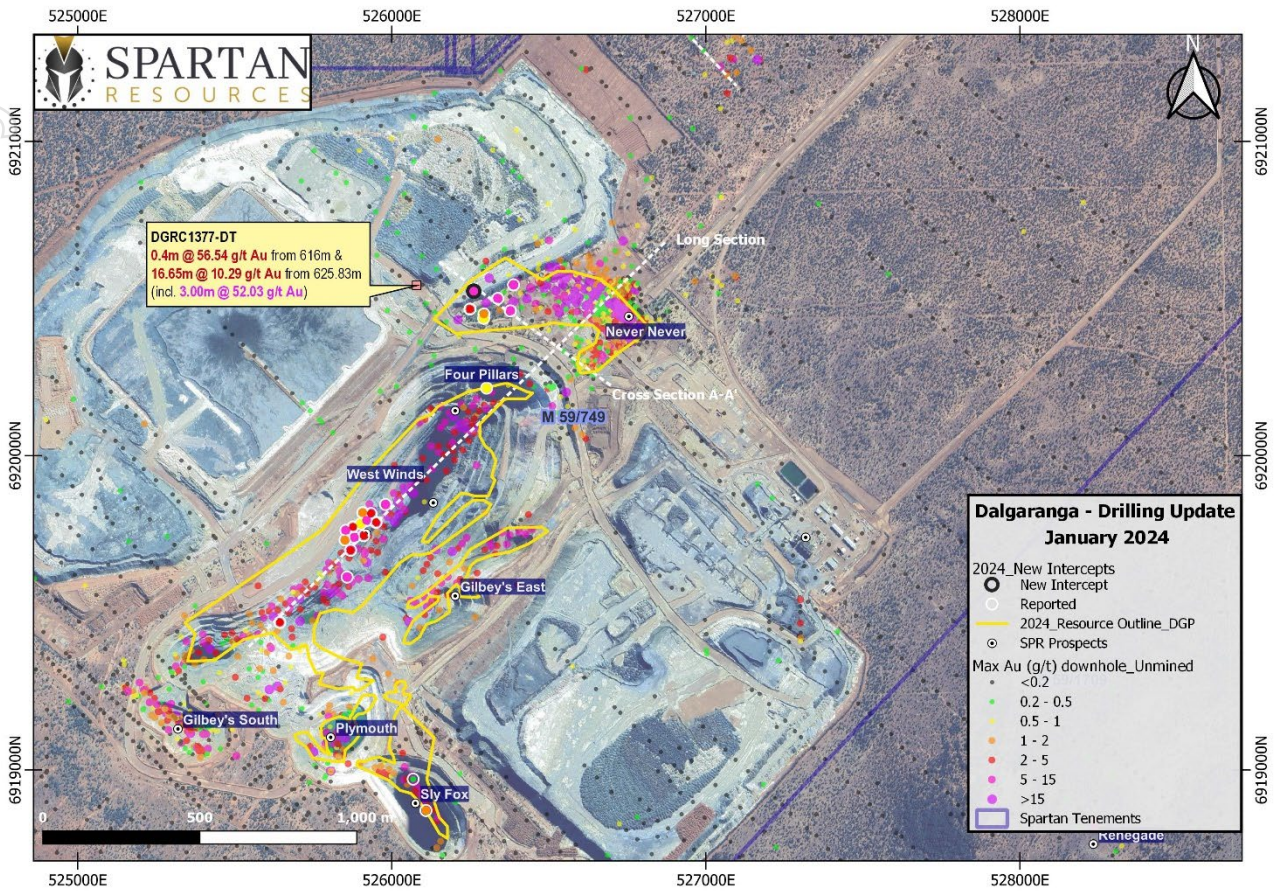 525000E
526000E
527000E
528000E
SPARTAN
RESOURCES
N
6921000N
6921000N
DGRC1377-DT
0.4m @ 56.54 g/t Au from 616m &
16.65m @ 10.29 g/t Au from 625.83m
(incl. 3.00m @ 52.03 g/t Au)
Long Section
Never Never
Four Pillars
Cross Section A-A'
M 59/749
6920000N
6920000N
West Winds
Gilbey's East
Gilbey's South
Plymouth
Sly Fox
6919000N
6919000N
0
500
1,000 m
Dalgaranga - Drilling Update
January 2024
2024_New Intercepts
New Intercept
Reported
2024_Resource Outline_DGP
SPR Prospects
Max Au (g/t) downhole_Unmined
<0.2
0.2 - 0.5
0.5 - 1
1 - 2
2 - 5
5 - 15
>15
Spartan Tenements
Renegade
525000E
526000E
527000E
528000E